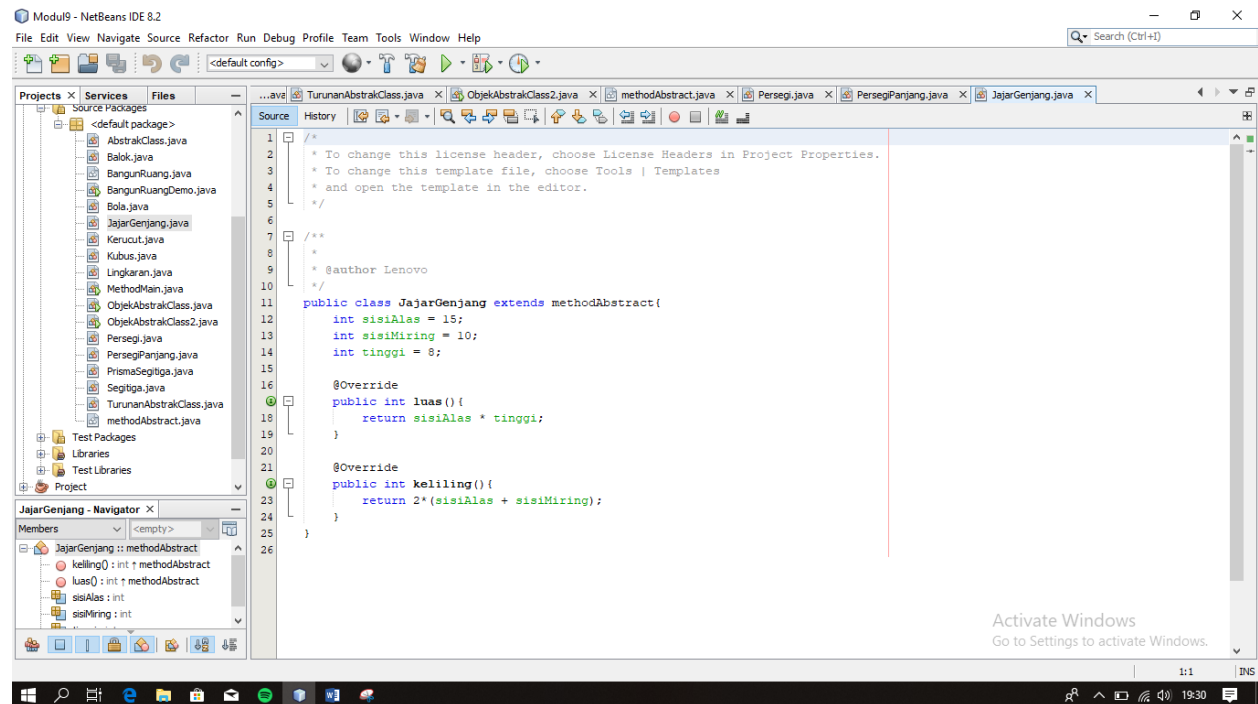 Modul9 - NetBeans IDE 8.2
File Edit View Navigate Source Refactor Run Debug Profile Team Tools Window Help
Search (Ctrl+I)
<default config>
Projects Services Files
...ava TurunanAbstrakClass.java ObjekAbstrakClass2.java methodAbstract.java Persegi.java PersegiPanjang.java JajarGenjang.java
Source History
Source Packages
<default package>
AbstrakClass.java
Balok.java
BangunRuang.java
BangunRuangDemo.java
Bola.java
JajarGenjang.java
Kerucut.java
Kubus.java
Lingkaran.java
MethodMain.java
ObjekAbstrakClass.java
ObjekAbstrakClass2.java
Persegi.java
PersegiPanjang.java
PrismaSegitiga.java
Segitiga.java
TurunanAbstrakClass.java
methodAbstract.java
Test Packages
Libraries
Test Libraries
Project
JajarGenjang - Navigator
Members <empty>
JajarGenjang :: methodAbstract
keliling() : int ↑ methodAbstract
luas() : int ↑ methodAbstract
sisiAlas : int
sisiMiring : int
1 /*
2 * To change this license header, choose License Headers in Project Properties.
3 * To change this template file, choose Tools | Templates
4 * and open the template in the editor.
5 */
6
7 /**
8 *
9 * @author Lenovo
10 */
11 public class JajarGenjang extends methodAbstract{
12 int sisiAlas = 15;
13 int sisiMiring = 10;
14 int tinggi = 8;
15
16 @Override
public int luas(){
18 return sisiAlas * tinggi;
19 }
20
21 @Override
public int keliling(){
23 return 2*(sisiAlas + sisiMiring);
24 }
25 }
26
Activate Windows
Go to Settings to activate Windows.
1:1 INS
19:30